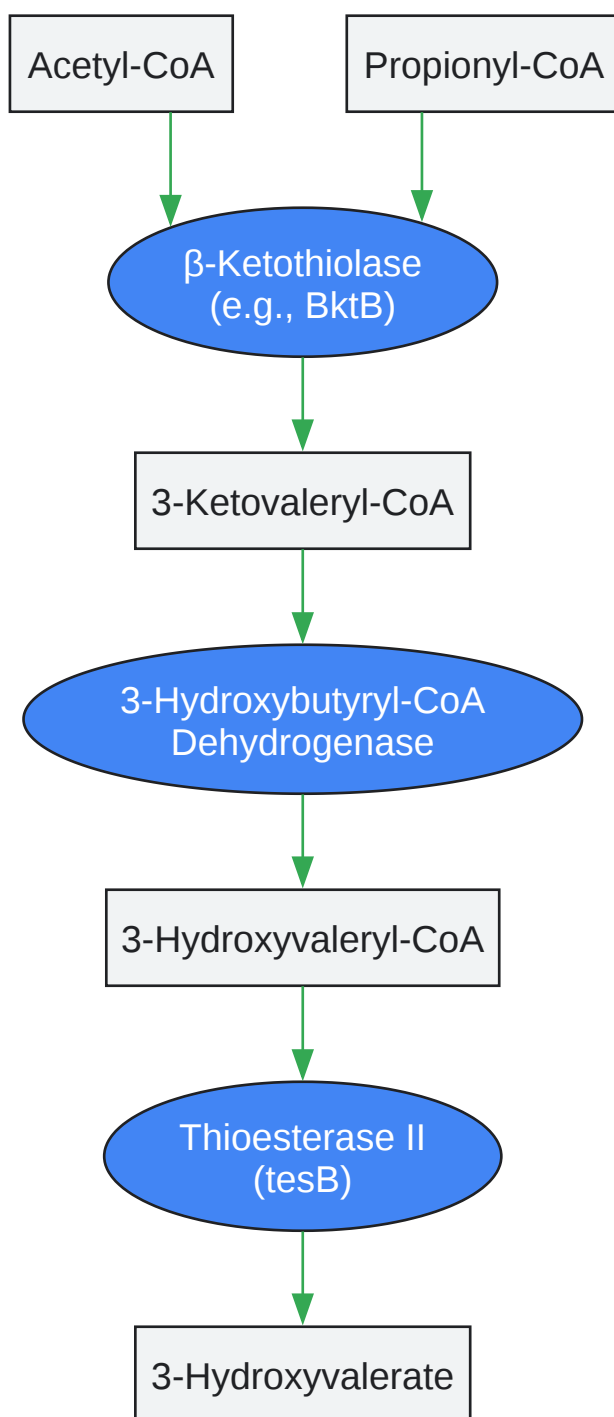 Acetyl-CoA
Propionyl-CoA
β-Ketothiolase
(e.g., BktB)
3-Ketovaleryl-CoA
3-Hydroxybutyryl-CoA
Dehydrogenase
3-Hydroxyvaleryl-CoA
Thioesterase II
(tesB)
3-Hydroxyvalerate